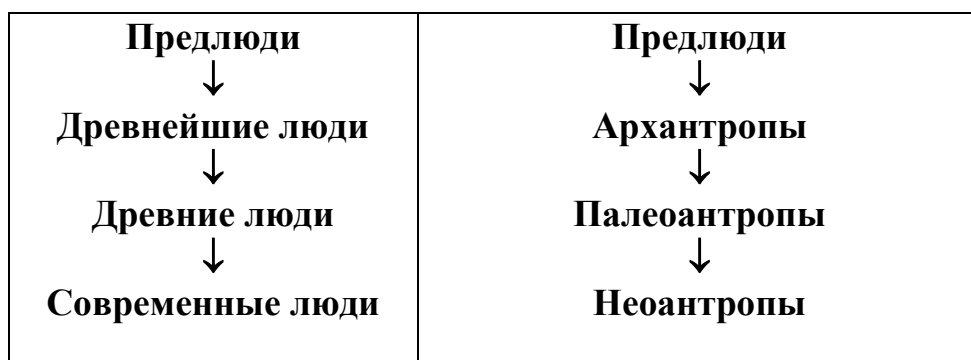 Предлюди
↓
Древнейшие люди
↓
Древние люди
↓
Современные люди
Предлюди
↓
Архантропы
↓
Палеоантропы
↓
Неоантропы